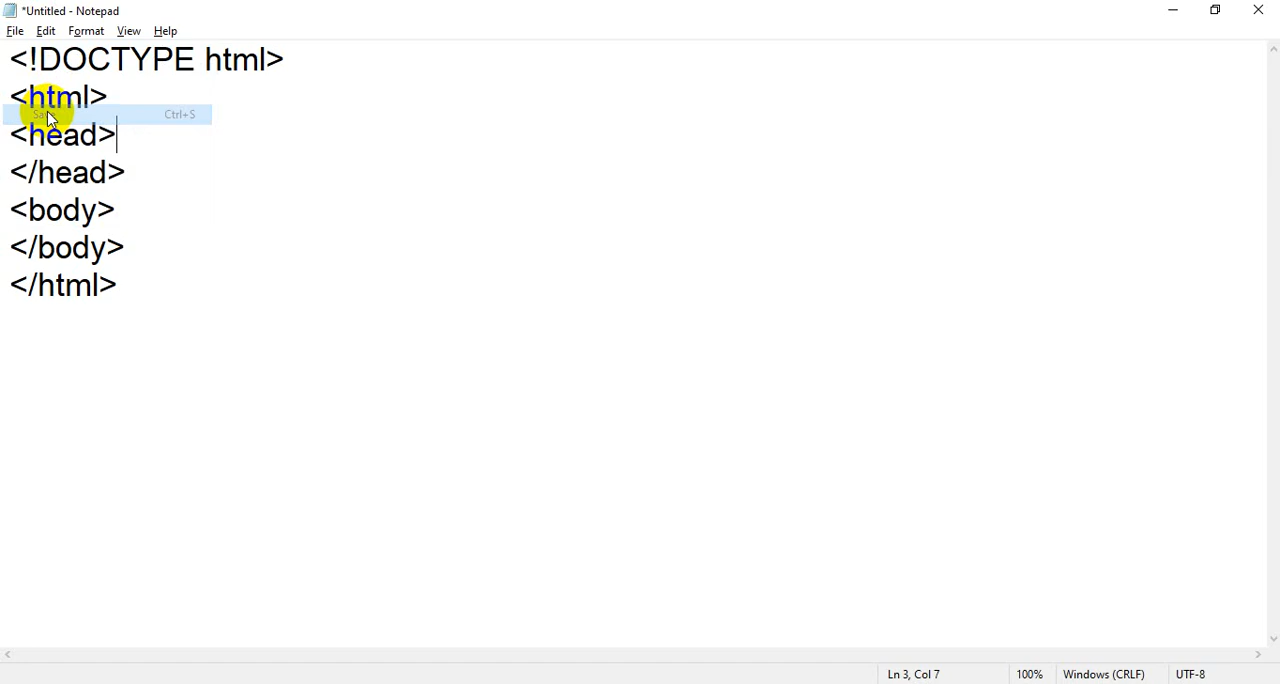 *Untitled - Notepad
File Edit Format View Help
<!DOCTYPE html>
<html>
Ctrl+S
<head>
</head>
<body>
</body>
</html>
Ln 3, Col 7 100% Windows (CRLF) UTF-8